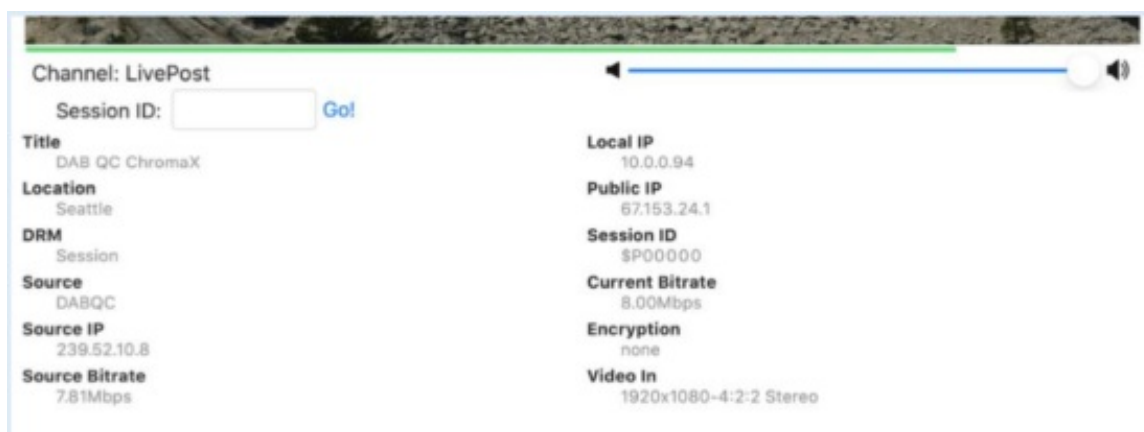 Channel: LivePost
Session ID:
Go!
Title
DAB QC ChromaX
Location
Seattle
DRM
Session
Source
DABQC
Source IP
239.52.10.8
Source Bitrate
7.81Mbps
Local IP
10.0.0.94
Public IP
67.153.24.1
Session ID
$P00000
Current Bitrate
8.00Mbps
Encryption
none
Video In
1920x1080-4:2:2 Stereo